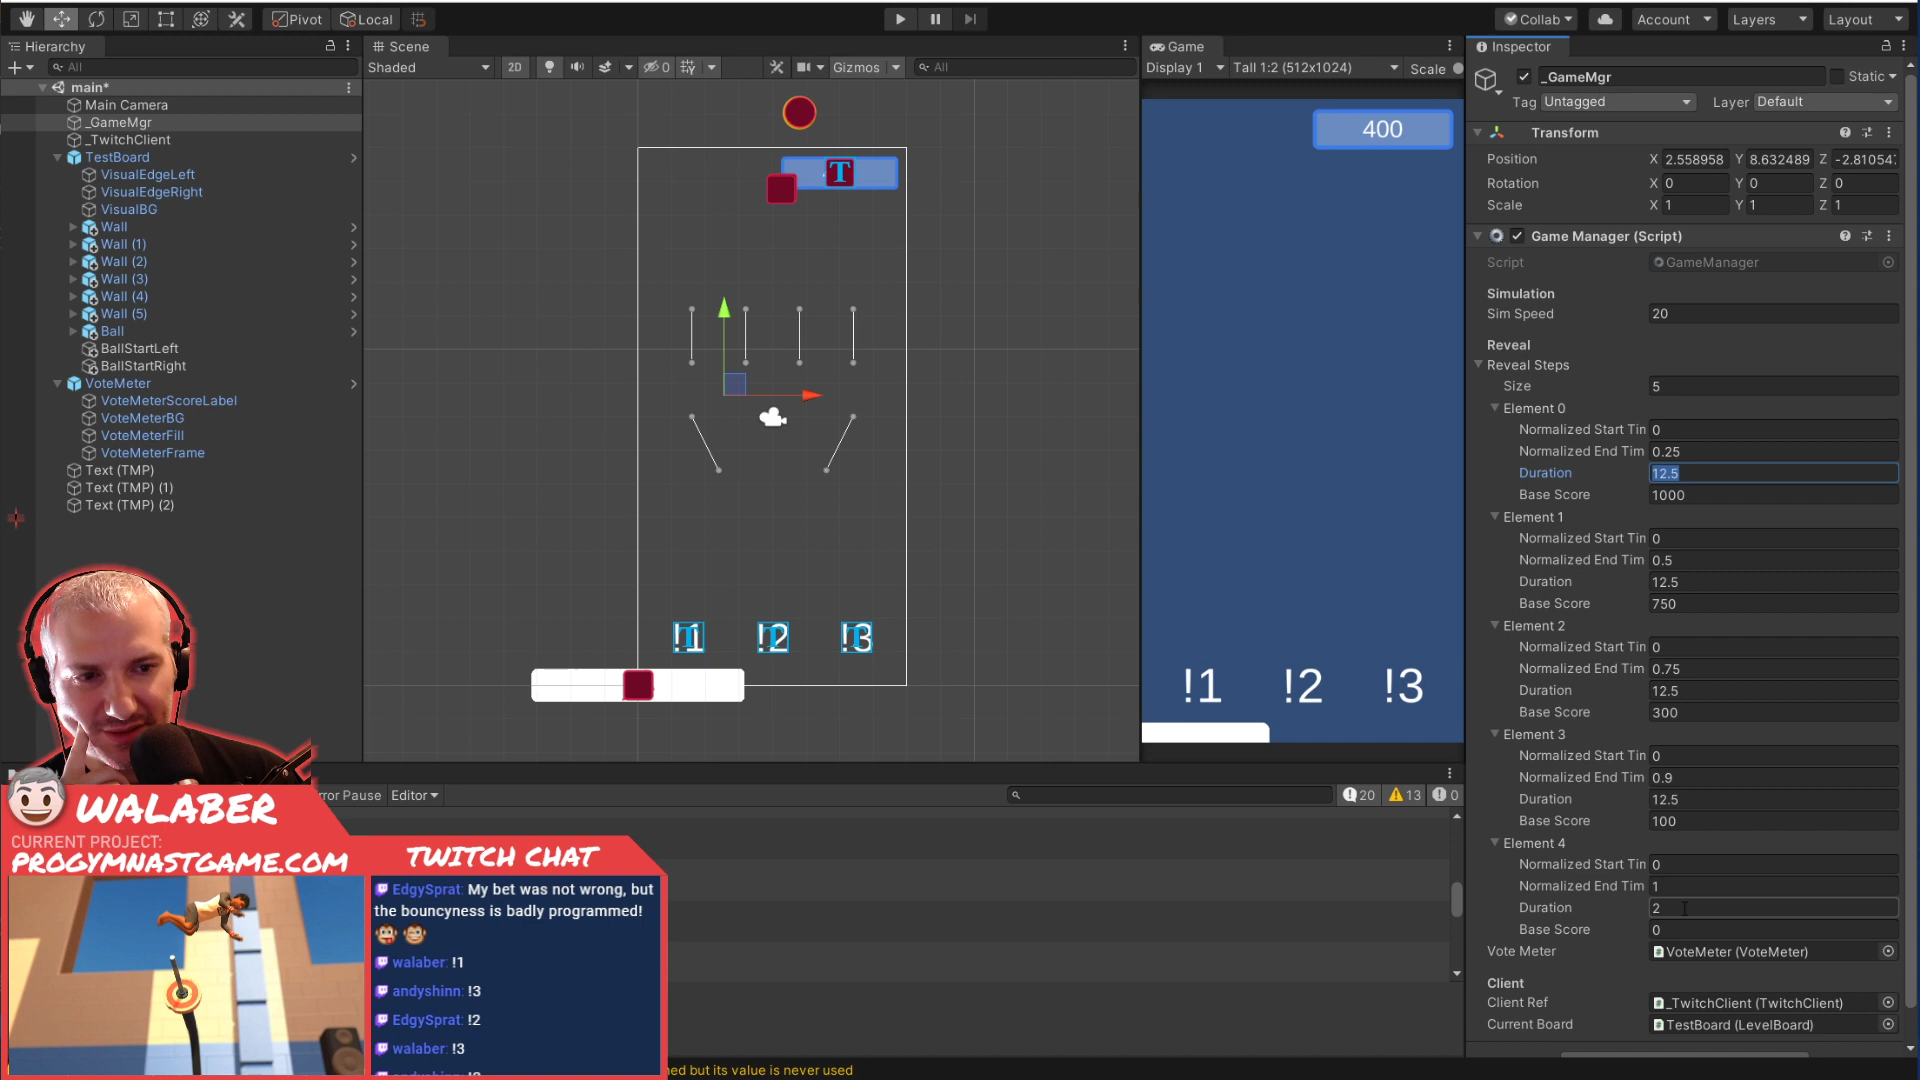 Pivot
Local
Collab
Account
Layers
Layout
Hierarchy
All
main*
Main Camera
_GameMgr
_TwitchClient
TestBoard
VisualEdgeLeft
VisualEdgeRight
VisualBG
Wall
Wall (1)
Wall (2)
Wall (3)
Wall (4)
Wall (5)
Ball
BallStartLeft
BallStartRight
VoteMeter
VoteMeterScoreLabel
VoteMeterBG
VoteMeterFill
VoteMeterFrame
Text (TMP)
Text (TMP) (1)
Text (TMP) (2)
Scene
Shaded
2D
0
Gizmos
All
T
!1
!2
!3
Game
Display 1
Tall 1:2 (512x1024)
Scale
400
!1 !2 !3
Inspector
_GameMgr
Static
Tag Untagged
Layer Default
Transform
Position X 2.558958 Y 8.632489 Z -2.81054
Rotation X 0 Y 0 Z 0
Scale X 1 Y 1 Z 1
Game Manager (Script)
Script GameManager
Simulation
Sim Speed 20
Reveal
Reveal Steps
Size 5
Element 0
Normalized Start Tin 0
Normalized End Tim 0.25
Duration 12.5
Base Score 1000
Element 1
Normalized Start Tin 0
Normalized End Tim 0.5
Duration 12.5
Base Score 750
Element 2
Normalized Start Tin 0
Normalized End Tim 0.75
Duration 12.5
Base Score 300
Element 3
Normalized Start Tin 0
Normalized End Tim 0.9
Duration 12.5
Base Score 100
Element 4
Normalized Start Tin 0
Normalized End Tim 1
Duration 2
Base Score 0
Vote Meter VoteMeter (VoteMeter)
Client
Client Ref _TwitchClient (TwitchClient)
Current Board TestBoard (LevelBoard)
rror Pause
Editor
20
13
0
WALABER
CURRENT PROJECT:
PROGYMNASTGAME.COM
TWITCH CHAT
EdgySprat: My bet was not wrong, but
the bouncyness is badly programmed!
walaber: !1
andyshinn: !3
EdgySprat: !2
walaber: !3
ned but its value is never used